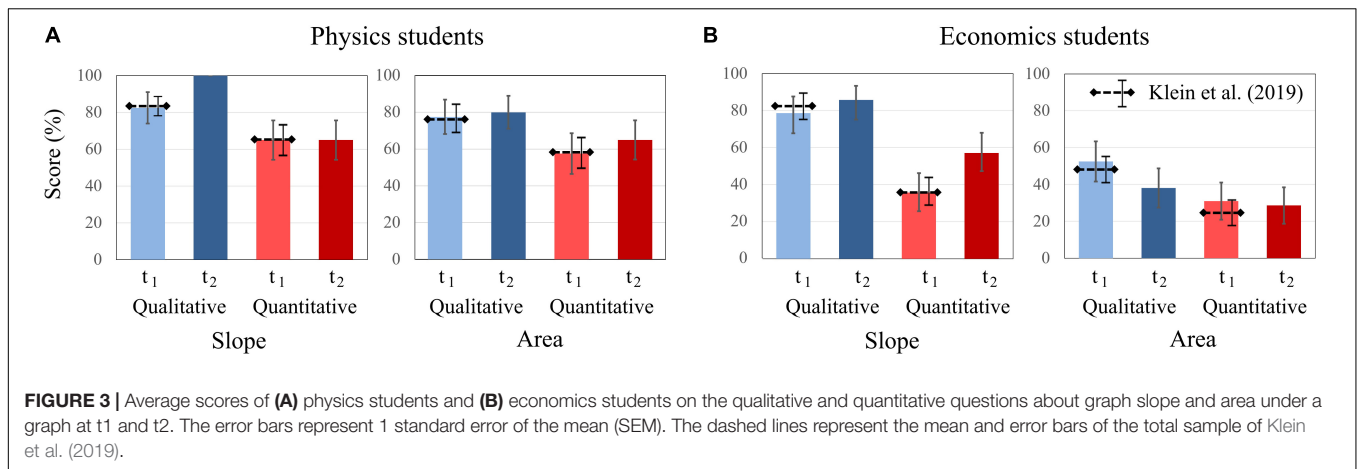 A Physics students
B Economics students
Score (%)
100
80
60
40
20
0
t1 t2 t1 t2
Qualitative Quantitative
Slope
100
80
60
40
20
0
t1 t2 t1 t2
Qualitative Quantitative
Area
100
80
60
40
20
0
t1 t2 t1 t2
Qualitative Quantitative
Slope
100
80
60
40
20
0
Klein et al. (2019)
t1 t2 t1 t2
Qualitative Quantitative
Area
FIGURE 3 | Average scores of (A) physics students and (B) economics students on the qualitative and quantitative questions about graph slope and area under a
graph at t1 and t2. The error bars represent 1 standard error of the mean (SEM). The dashed lines represent the mean and error bars of the total sample of Klein
et al. (2019).